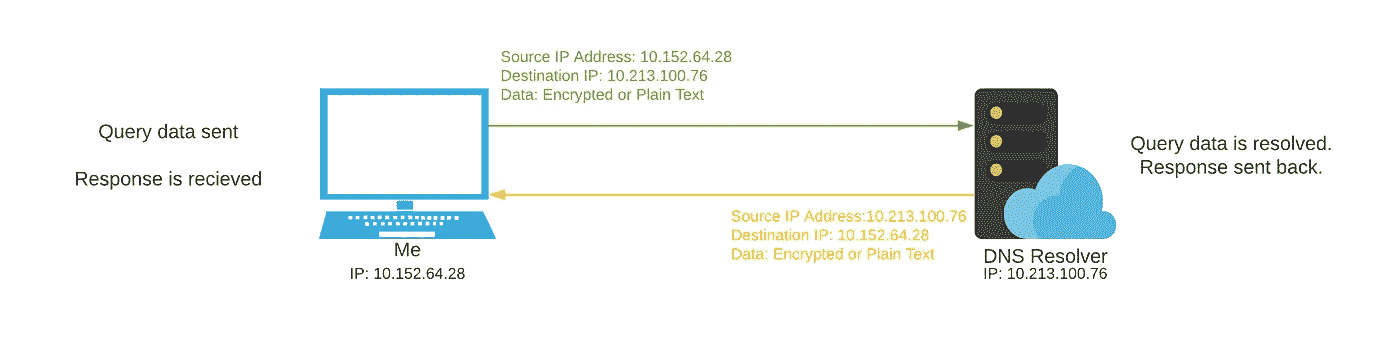 Source IP Address: 10.152.64.28
Destination IP: 10.213.100.76
Data: Encrypted or Plain Text
Query data sent
Response is recieved
Query data is resolved.
Response sent back.
Source IP Address:10.213.100.76
Destination IP: 10.152.64.28
Data: Encrypted or Plain Text
Me
IP: 10.152.64.28
DNS Resolver
IP: 10.213.100.76